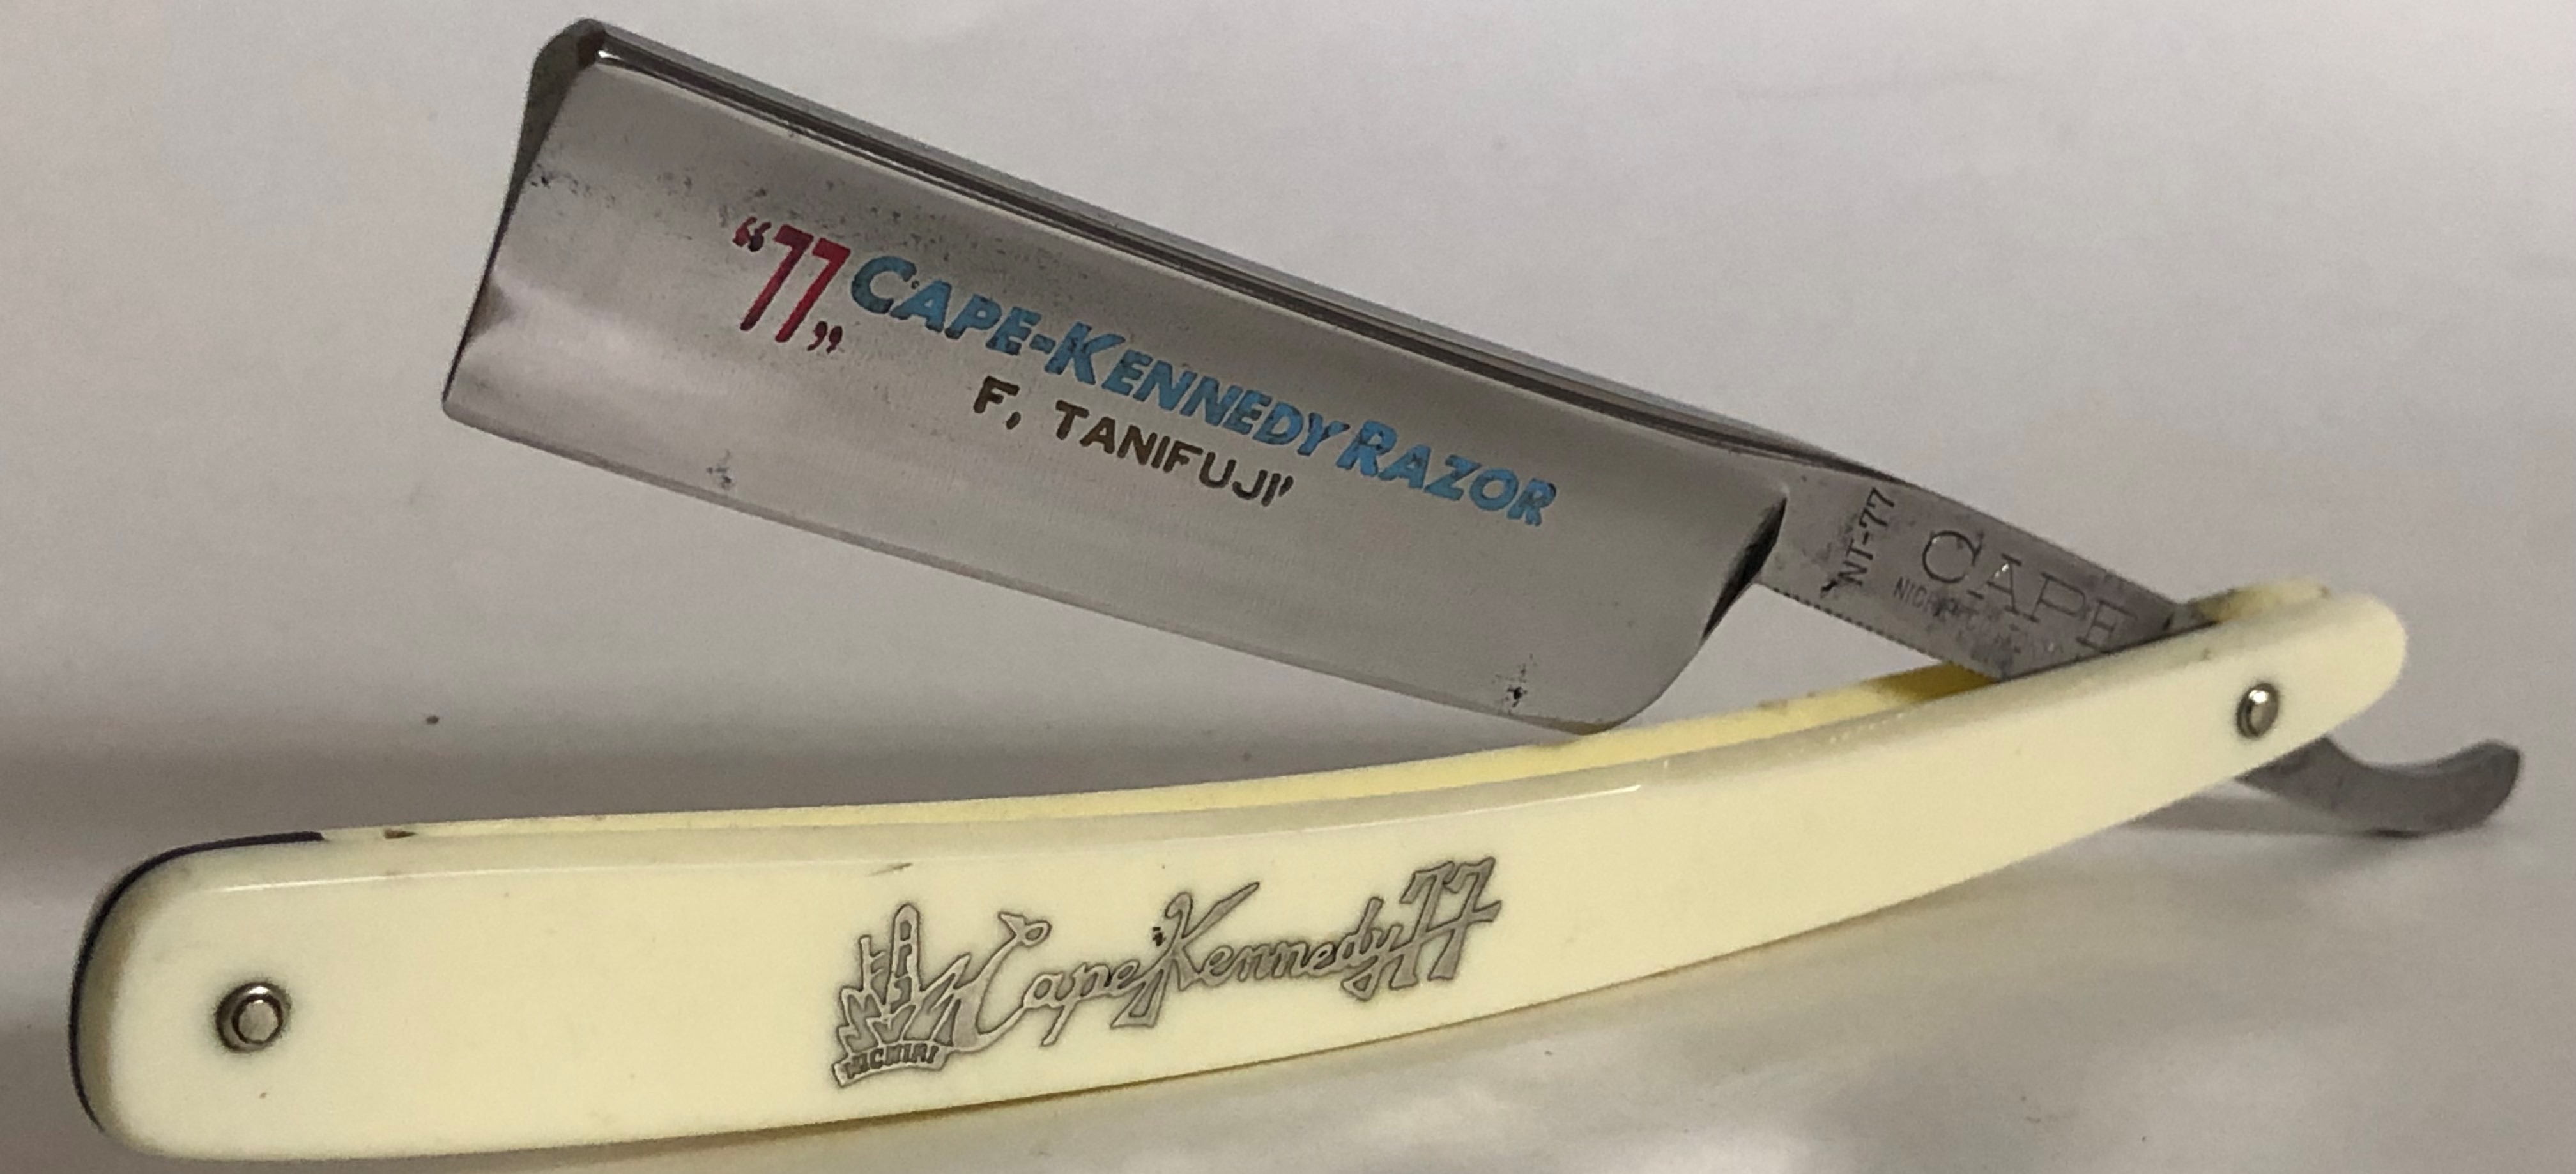 “77„ CAPE-KENNEDY RAZOR
F, TANIFUJI'
NT-77
CAPE
Cape Kennedy 77
NICHIRI